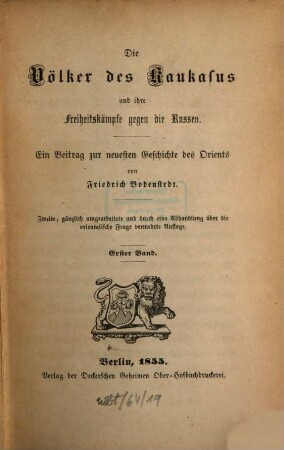 Die
Völker des Kaukasus
und ihre
Freiheitskämpfe gegen die Russen.
Ein Beitrag zur neuesten Geschichte des Orients
von
Friedrich Bodenstedt.
Zweite, gänzlich umgearbeitete und durch eine Abhandlung über die
orientalische Frage vermehrte Auflage.
Erster Band.
Berlin, 1855.
Verlag der Deckerschen Geheimen Ober-Hofbuchdruckerei.